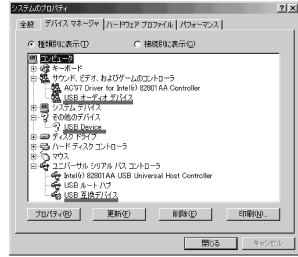 システムのプロパティ
全般 デバイス マネージャ ハードウェア プロファイル パフォーマンス
種類別に表示(T) 接続別に表示(C)
コンピュータ
キーボード
サウンド、ビデオ、およびゲームのコントローラ
AC'97 Driver for Intel(r) 82801AA Controller
USB オーディオ デバイス
システム デバイス
その他のデバイス
USB Device
ディスク ドライブ
ハード ディスク コントローラ
マウス
ユニバーサル シリアル バス コントローラ
Intel(r) 82801AA USB Universal Host Controller
USB ルート ハブ
USB 互換デバイス
プロパティ(R) 更新(F) 削除(E) 印刷(N)...
閉じる キャンセル